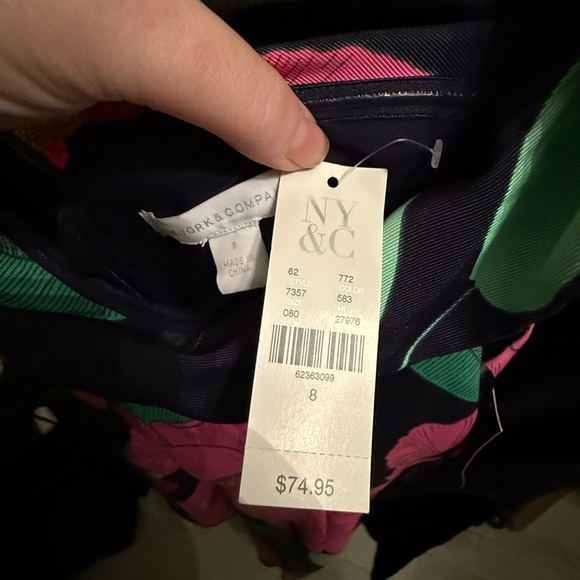 YORK & COMPA
8
MADE IN
CHINA
NY
&C
62 772
STYLE COLOR
7357 583
SIZE
080 27976
62363099
8
$74.95